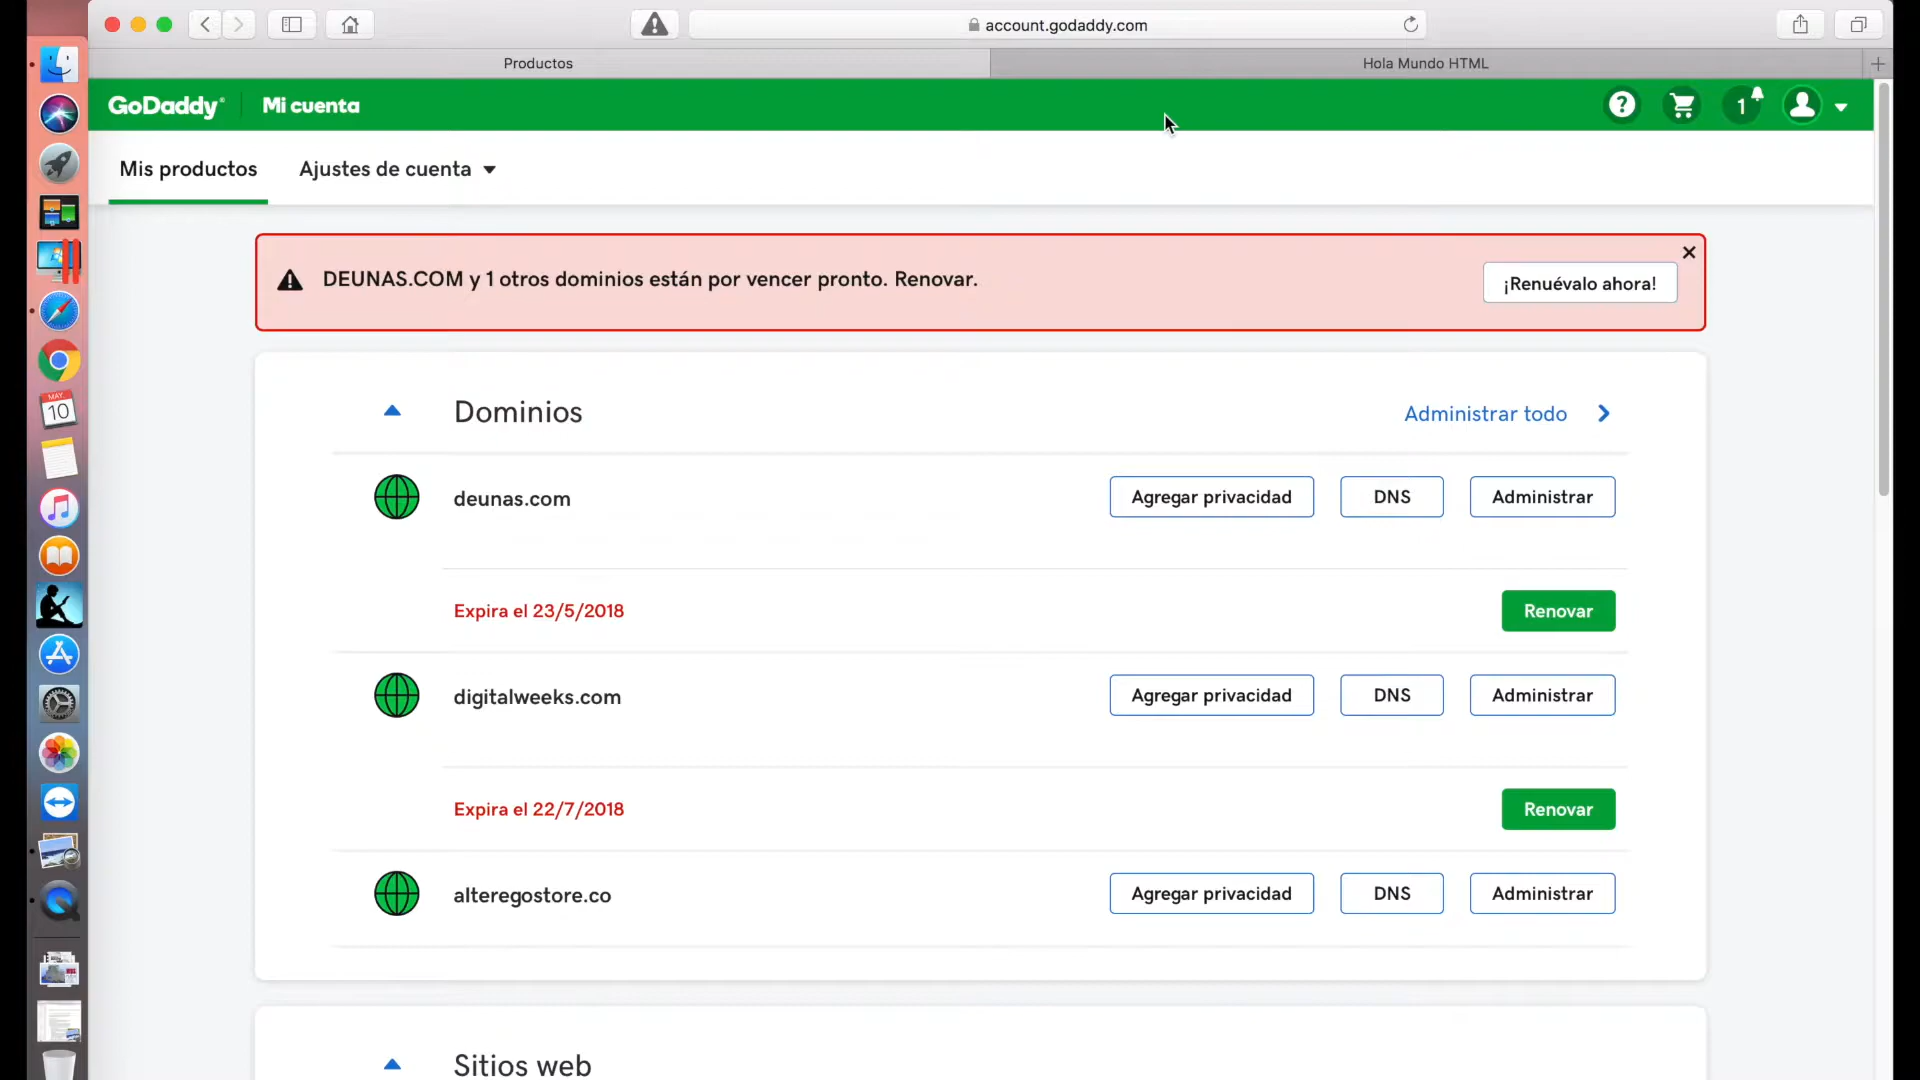 account.godaddy.com
Productos
Hola Mundo HTML
GoDaddy
Mi cuenta
1
Mis productos
Ajustes de cuenta
DEUNAS.COM y 1 otros dominios están por vencer pronto. Renovar.
¡Renuévalo ahora!
Dominios
Administrar todo
deunas.com
Agregar privacidad
DNS
Administrar
Expira el 23/5/2018
Renovar
digitalweeks.com
Agregar privacidad
DNS
Administrar
Expira el 22/7/2018
Renovar
alteregostore.co
Agregar privacidad
DNS
Administrar
Sitios web
MAY
10